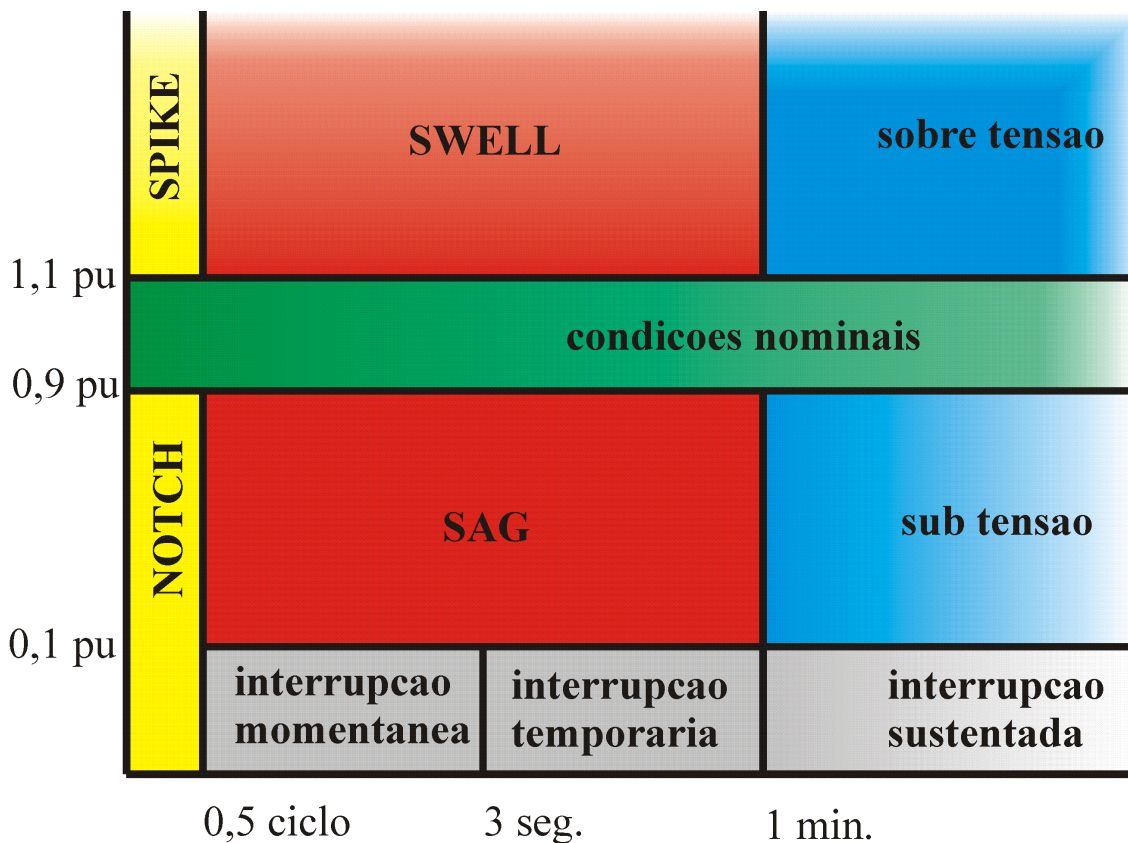 SPIKE
SWELL
sobre tensao
1,1 pu
condicoes nominais
0,9 pu
NOTCH
SAG
sub tensao
0,1 pu
interrupcao
momentanea
interrupcao
temporaria
interrupcao
sustentada
0,5 ciclo
3 seg.
1 min.